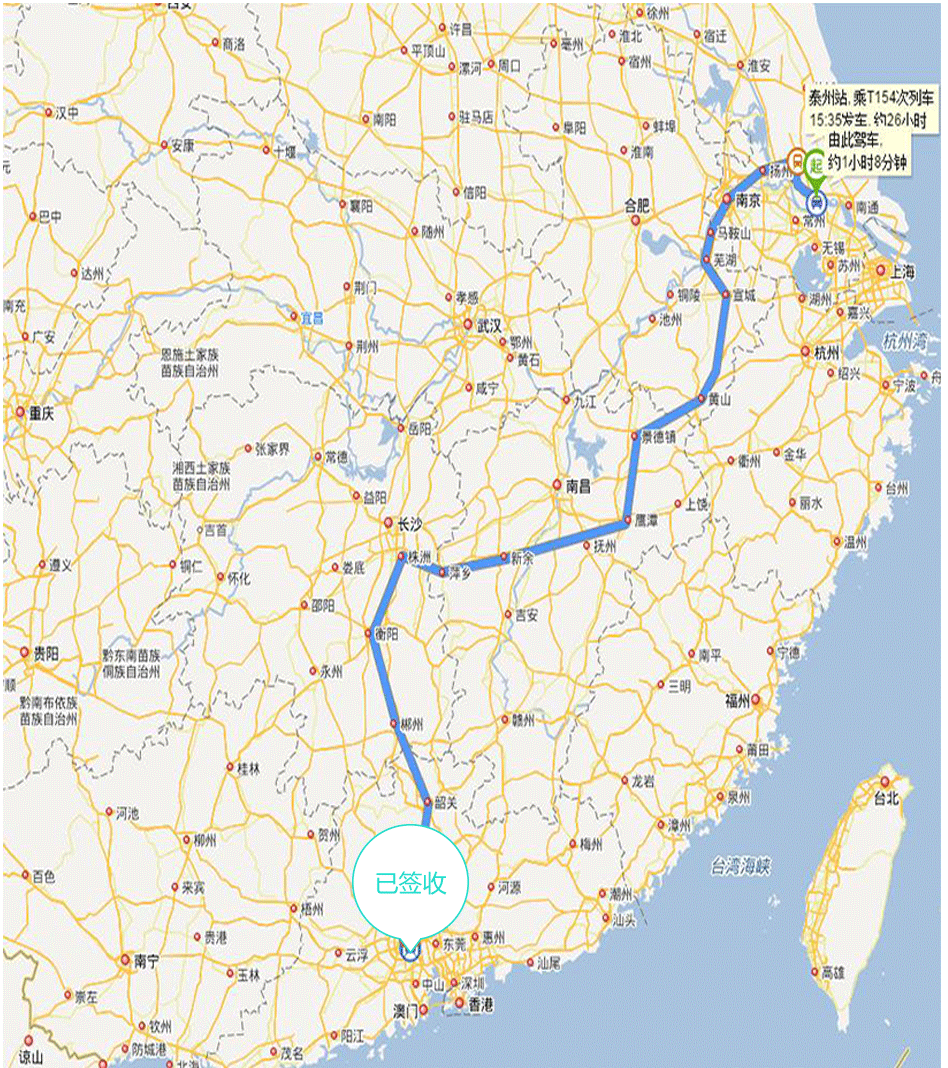 徐州
许昌
商洛
平顶山
亳州
淮北
宿迁
漯河
周口
宿州
淮安
汉中
南阳
驻马店
阜阳
蚌埠
泰州站,乘T154次列车
15:35发车,约26小时
由此驾车,
约1小时8分钟
起
安康
十堰
淮南
扬州
信阳
襄阳
合肥
南京
南通
巴中
随州
常州
马鞍山
无锡
达州
芜湖
苏州
上海
荆门
孝感
铜陵
宣城
湖州
南充
宜昌
武汉
池州
嘉兴
广安
荆州
鄂州
黄石
杭州湾
恩施土家族
苗族自治州
杭州
绍兴
宁波
舟
咸宁
重庆
九江
黄山
岳阳
景德镇
张家界
常德
衢州
金华
湘西土家族
苗族自治州
南昌
台州
益阳
上饶
丽水
长沙
鹰潭
吉首
温州
株洲
新余
抚州
遵义
铜仁
娄底
萍乡
怀化
邵阳
吉安
衡阳
贵阳
黔东南苗族
侗族自治州
永州
南平
宁德
顺
三明
黔南布依族
苗族自治州
福州
郴州
赣州
莆田
桂林
龙岩
泉州
台北
韶关
河池
贺州
漳州
柳州
梅州
台湾海峡
百色
已签收
来宾
河源
潮州
梧州
汕头
贵港
东莞
惠州
云浮
南宁
玉林
汕尾
高雄
中山
深圳
崇左
澳门
香港
钦州
阳江
谅山
防城港
茂名
北海